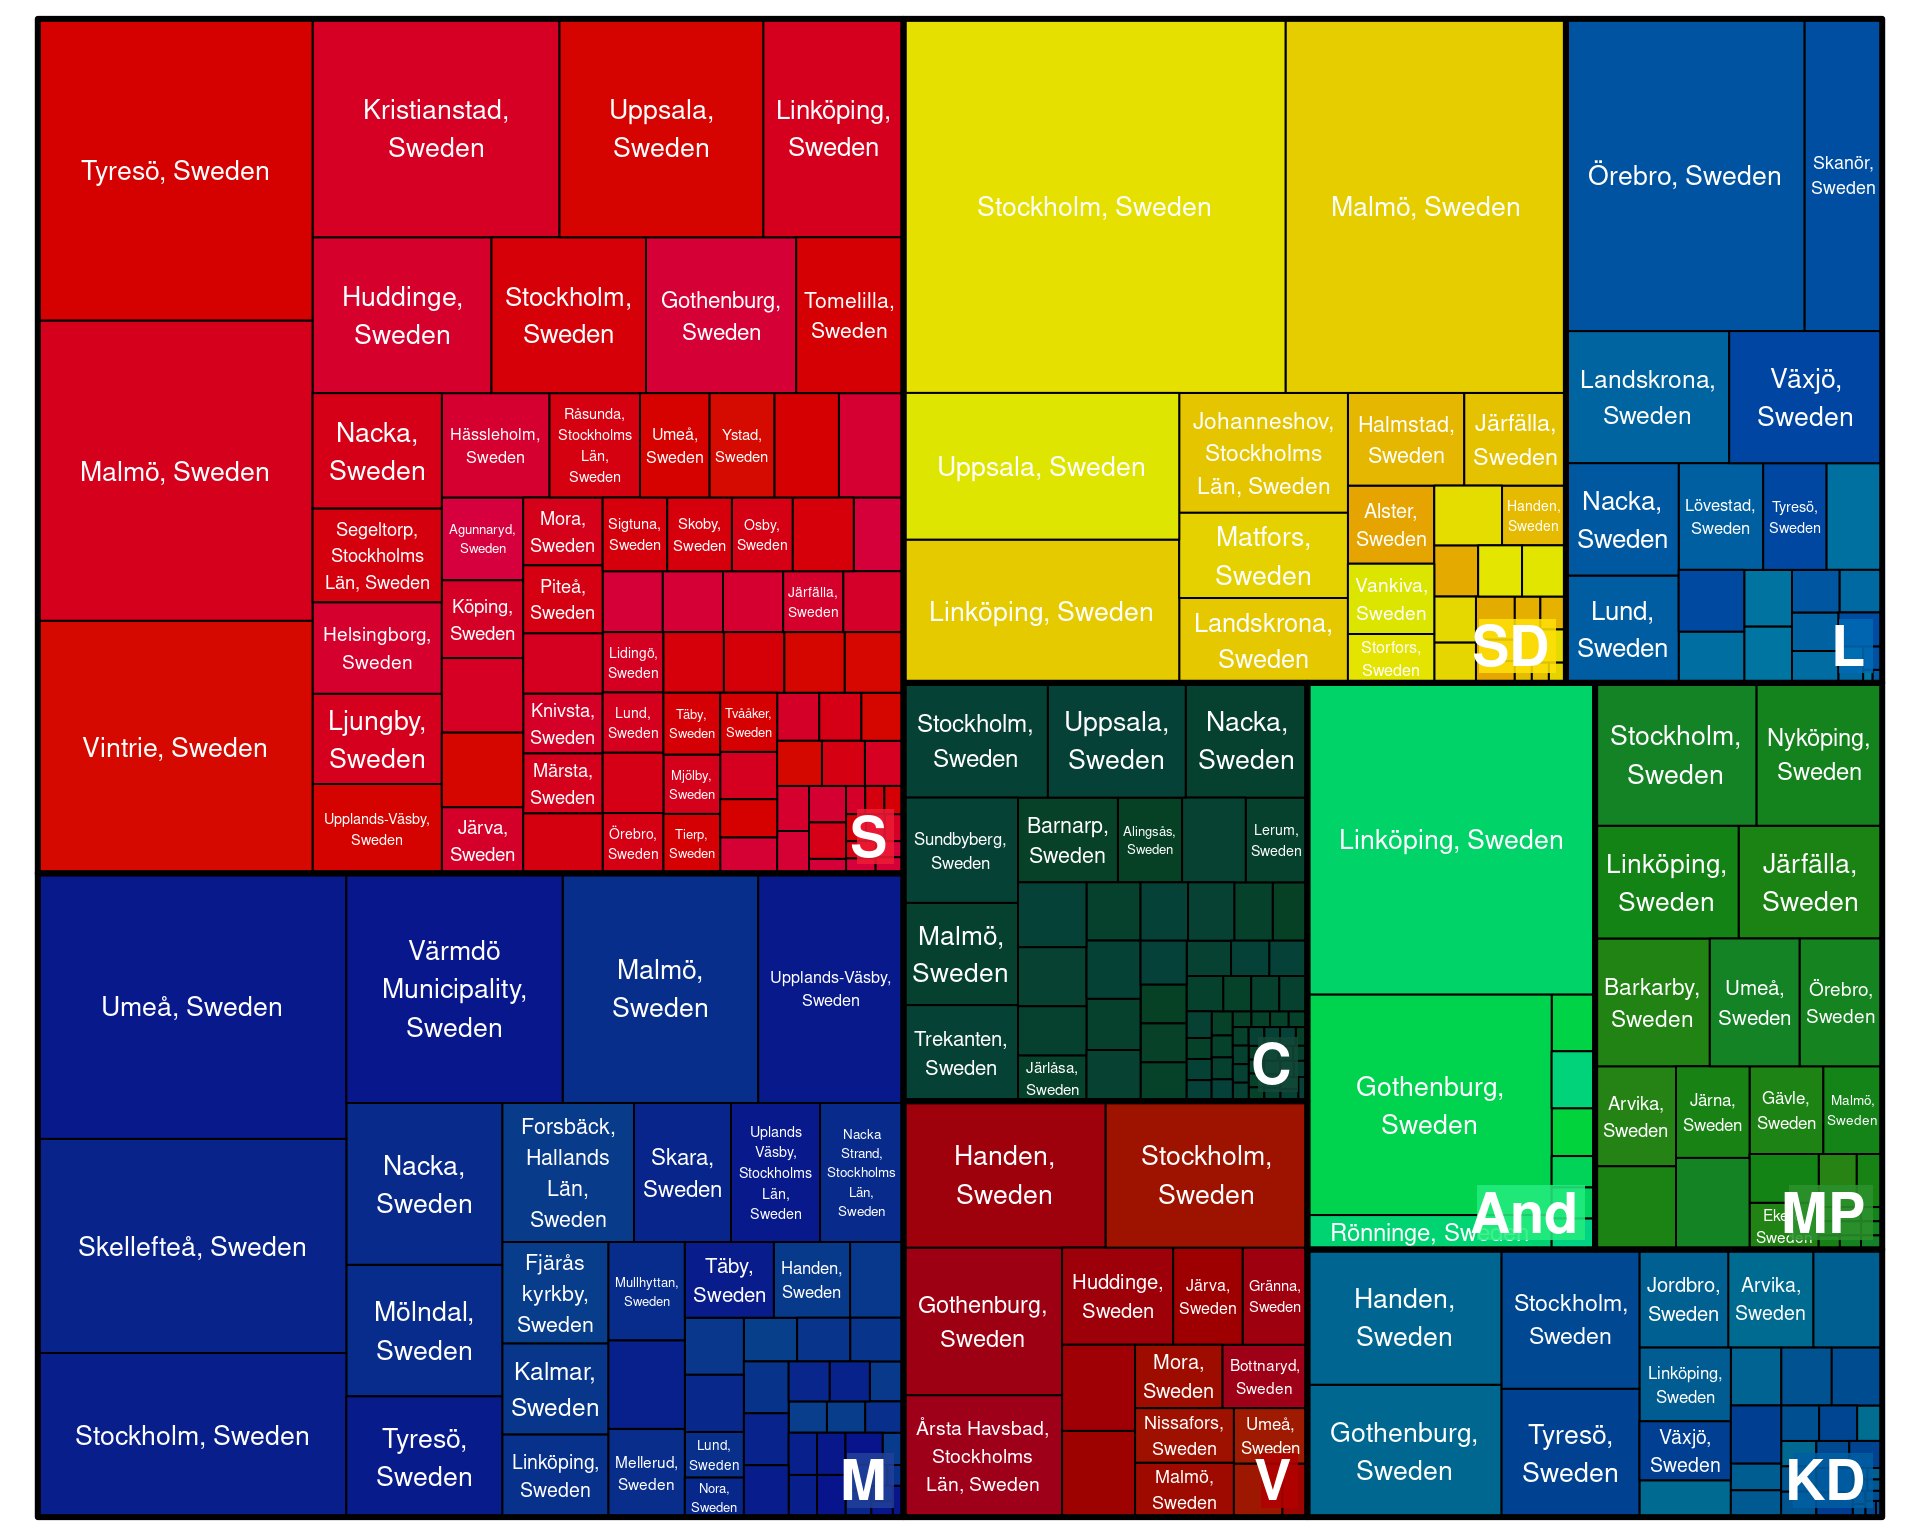 Tyresö, Sweden
Malmö, Sweden
Vintrie, Sweden
Kristianstad,
Sweden
Uppsala,
Sweden
Linköping,
Sweden
Huddinge,
Sweden
Stockholm,
Sweden
Gothenburg,
Sweden
Tomelilla,
Sweden
Nacka,
Sweden
Segeltorp,
Stockholms
Län, Sweden
Helsingborg,
Sweden
Ljungby,
Sweden
Upplands-Väsby,
Sweden
Hässleholm,
Sweden
Råsunda,
Stockholms
Län,
Sweden
Umeå,
Sweden
Ystad,
Sweden
Agunnaryd,
Sweden
Köping,
Sweden
Järva,
Sweden
Mora,
Sweden
Piteå,
Sweden
Knivsta,
Sweden
Märsta,
Sweden
Sigtuna,
Sweden
Skoby,
Sweden
Osby,
Sweden
Järfälla,
Sweden
Lidingö,
Sweden
Lund,
Sweden
Örebro,
Sweden
Täby,
Sweden
Mjölby,
Sweden
Tierp,
Sweden
Tvååker,
Sweden
S
Stockholm, Sweden
Malmö, Sweden
Uppsala, Sweden
Linköping, Sweden
Johanneshov,
Stockholms
Län, Sweden
Matfors,
Sweden
Landskrona,
Sweden
Halmstad,
Sweden
Järfälla,
Sweden
Alster,
Sweden
Handen,
Sweden
Vankiva,
Sweden
Storfors,
Sweden
SD
Örebro, Sweden
Skanör,
Sweden
Landskrona,
Sweden
Växjö,
Sweden
Nacka,
Sweden
Lund,
Sweden
Lövestad,
Sweden
Tyresö,
Sweden
L
Umeå, Sweden
Skellefteå, Sweden
Stockholm, Sweden
Värmdö
Municipality,
Sweden
Malmö,
Sweden
Upplands-Väsby,
Sweden
Nacka,
Sweden
Mölndal,
Sweden
Tyresö,
Sweden
Forsbäck,
Hallands
Län,
Sweden
Skara,
Sweden
Uplands
Väsby,
Stockholms
Län,
Sweden
Nacka
Strand,
Stockholms
Län,
Sweden
Fjärås
kyrkby,
Sweden
Kalmar,
Sweden
Linköping,
Sweden
Mullhyttan,
Sweden
Mellerud,
Sweden
Täby,
Sweden
Handen,
Sweden
Lund,
Sweden
Nora,
Sweden
M
Stockholm,
Sweden
Uppsala,
Sweden
Nacka,
Sweden
Sundbyberg,
Sweden
Malmö,
Sweden
Trekanten,
Sweden
Barnarp,
Sweden
Alingsås,
Sweden
Lerum,
Sweden
Järlåsa,
Sweden
C
Handen,
Sweden
Stockholm,
Sweden
Gothenburg,
Sweden
Årsta Havsbad,
Stockholms
Län, Sweden
Huddinge,
Sweden
Järva,
Sweden
Gränna,
Sweden
Mora,
Sweden
Bottnaryd,
Sweden
Nissafors,
Sweden
Umeå,
Sweden
Malmö,
Sweden
V
Linköping, Sweden
Gothenburg,
Sweden
Rönninge, Sweden
And
Stockholm,
Sweden
Nyköping,
Sweden
Linköping,
Sweden
Järfälla,
Sweden
Barkarby,
Sweden
Umeå,
Sweden
Örebro,
Sweden
Arvika,
Sweden
Järna,
Sweden
Gävle,
Sweden
Malmö,
Sweden
Sweden
MP
Handen,
Sweden
Gothenburg,
Sweden
Stockholm,
Sweden
Tyresö,
Sweden
Jordbro,
Sweden
Arvika,
Sweden
Linköping,
Sweden
Växjö,
Sweden
KD